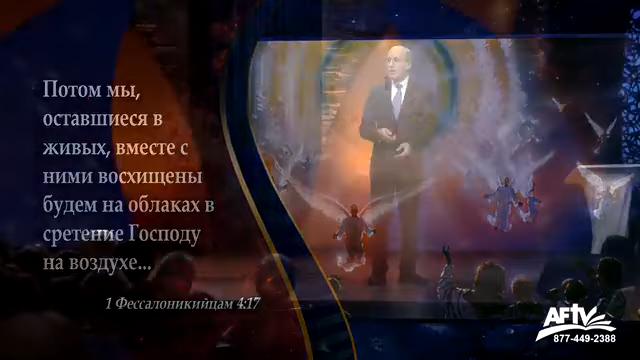 Потом мы,
оставшиеся в
живых, вместе с
ними восхищены
будем на облаках в
сретение Господу
на воздухе...
1 Фессалоникийцам 4:17
AFTV
877-449-2388